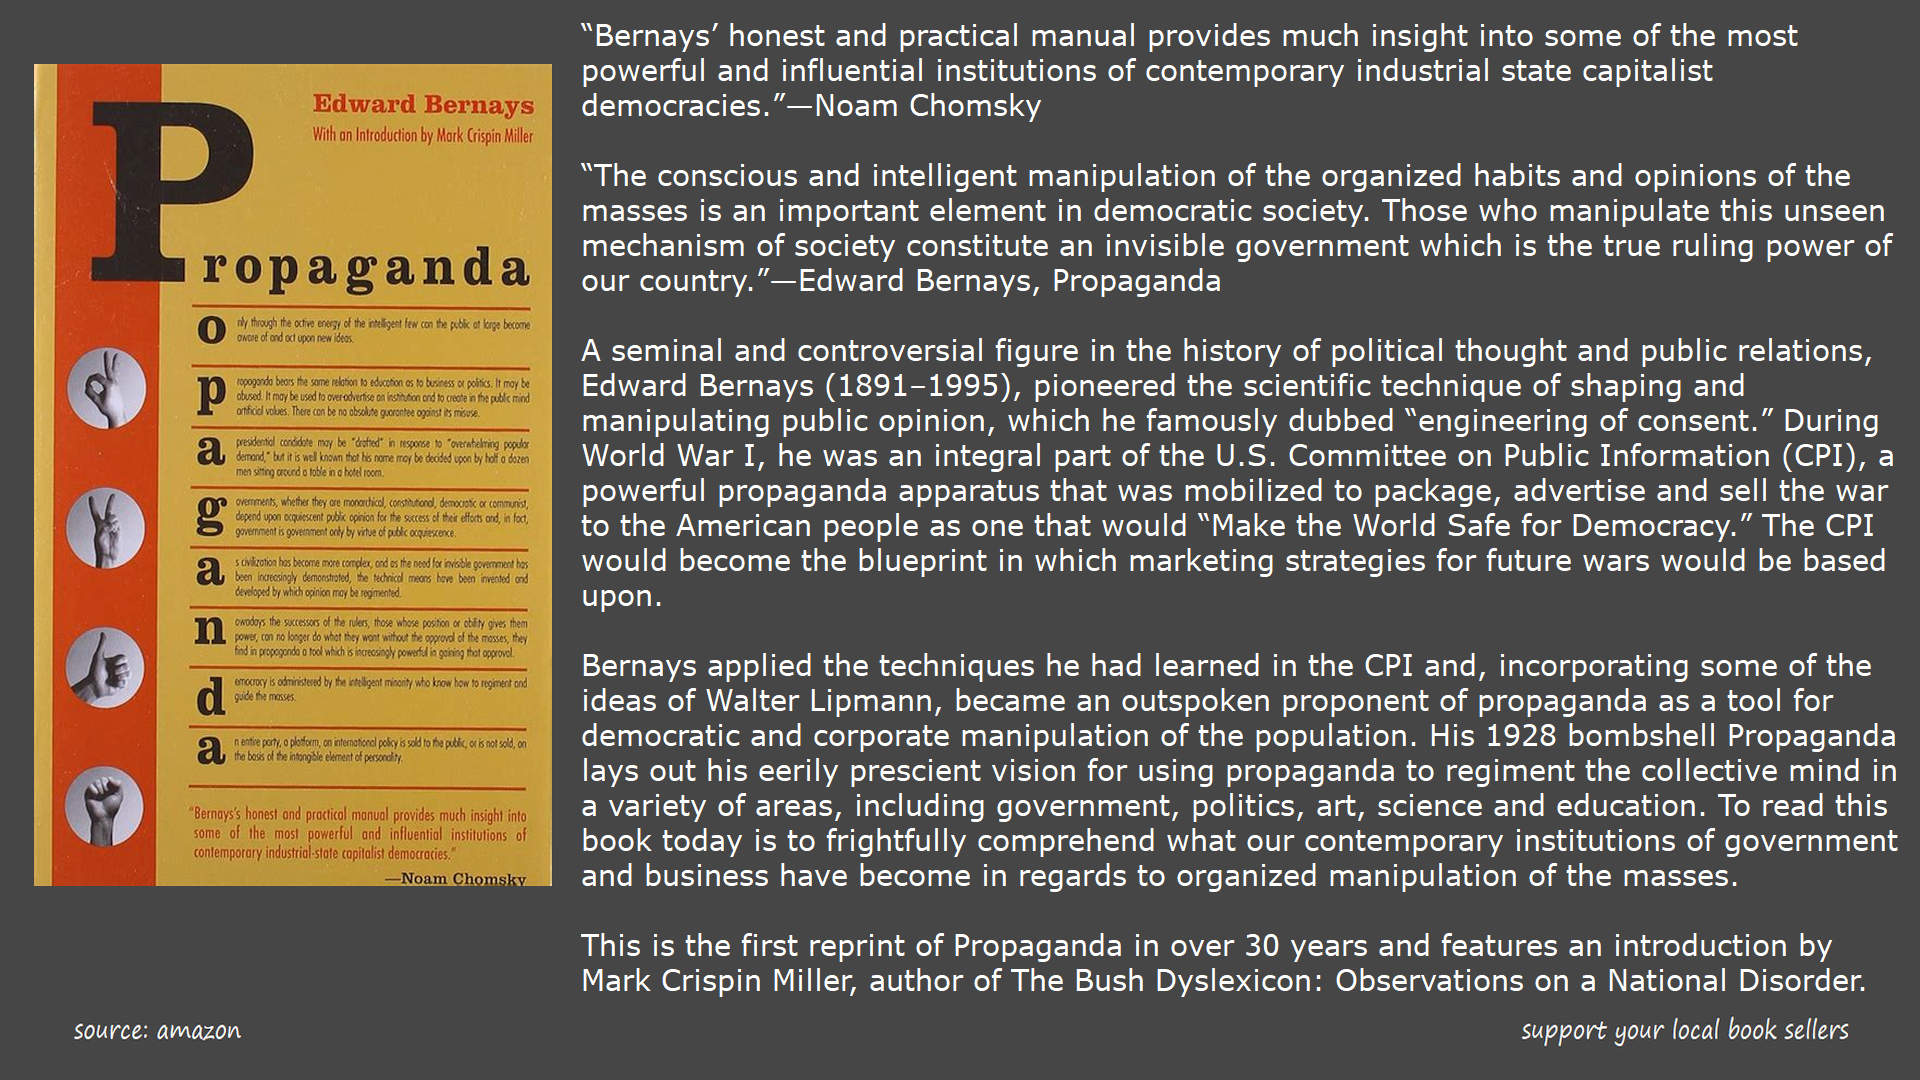 Edward Bernays
With an Introduction by Mark Crispin Miller
Propaganda
only through the active energy of the intelligent few can the public at large become
aware of and act upon new ideas.
propaganda bears the same relation to education as to business or politics. It may be
abused. It may be used to over-advertise an institution and to create in the public mind
artificial values. There can be no absolute guarantee against its misuse.
a presidential candidate may be "drafted" in response to "overwhelming popular
demand," but it is well known that his name may be decided upon by half a dozen
men sitting around a table in a hotel room.
governments, whether they are monarchical, constitutional, democratic or communist,
depend upon acquiescent public opinion for the success of their efforts and, in fact,
government is government only by virtue of public acquiescence.
as civilization has become more complex, and as the need for invisible government has
been increasingly demonstrated, the technical means have been invented and
developed by which opinion may be regimented.
nowadays the successors of the rulers, those whose position or ability gives them
power, can no longer do what they want without the approval of the masses, they
find in propaganda a tool which is increasingly powerful in gaining that approval.
democracy is administered by the intelligent minority who know how to regiment and
guide the masses.
an entire party, a platform, an international policy is sold to the public, or is not sold, on
the basis of the intangible element of personality.
"Bernays's honest and practical manual provides much insight into
some of the most powerful and influential institutions of
contemporary industrial-state capitalist democracies."
—Noam Chomsky
“Bernays’ honest and practical manual provides much insight into some of the most
powerful and influential institutions of contemporary industrial state capitalist
democracies.”—Noam Chomsky
“The conscious and intelligent manipulation of the organized habits and opinions of the
masses is an important element in democratic society. Those who manipulate this unseen
mechanism of society constitute an invisible government which is the true ruling power of
our country.”—Edward Bernays, Propaganda
A seminal and controversial figure in the history of political thought and public relations,
Edward Bernays (1891–1995), pioneered the scientific technique of shaping and
manipulating public opinion, which he famously dubbed “engineering of consent.” During
World War I, he was an integral part of the U.S. Committee on Public Information (CPI), a
powerful propaganda apparatus that was mobilized to package, advertise and sell the war
to the American people as one that would “Make the World Safe for Democracy.” The CPI
would become the blueprint in which marketing strategies for future wars would be based
upon.
Bernays applied the techniques he had learned in the CPI and, incorporating some of the
ideas of Walter Lipmann, became an outspoken proponent of propaganda as a tool for
democratic and corporate manipulation of the population. His 1928 bombshell Propaganda
lays out his eerily prescient vision for using propaganda to regiment the collective mind in
a variety of areas, including government, politics, art, science and education. To read this
book today is to frightfully comprehend what our contemporary institutions of government
and business have become in regards to organized manipulation of the masses.
This is the first reprint of Propaganda in over 30 years and features an introduction by
Mark Crispin Miller, author of The Bush Dyslexicon: Observations on a National Disorder.
source: amazon
support your local book sellers